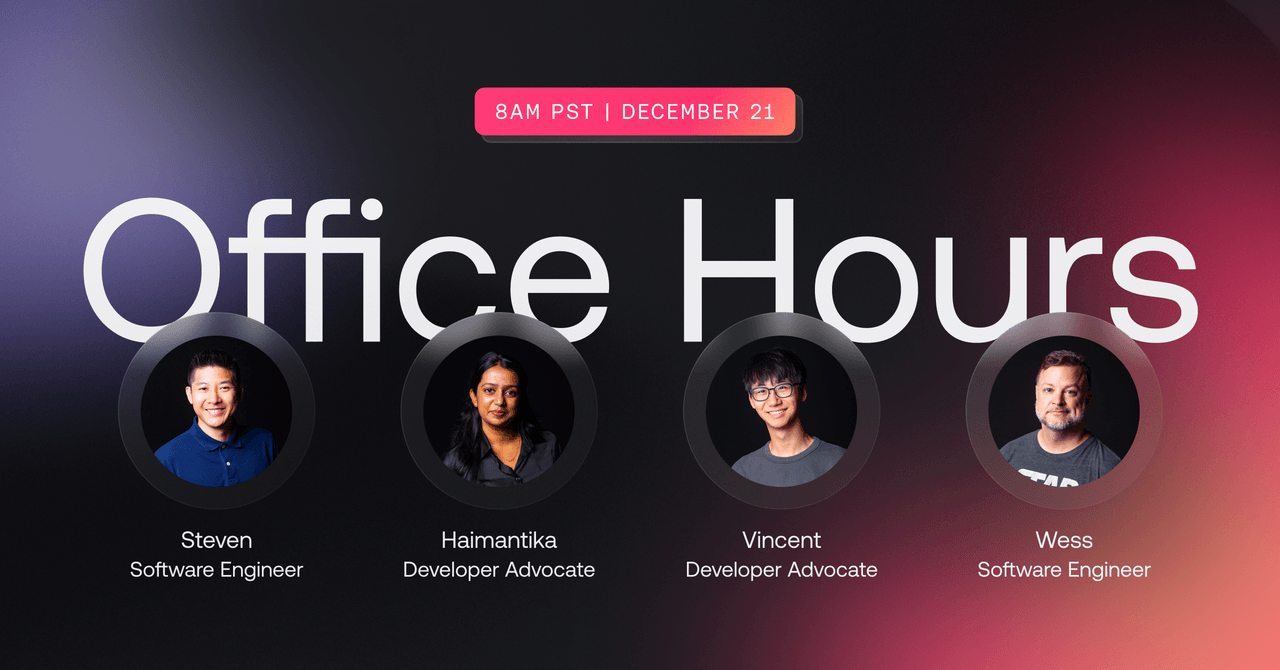 8AM PST | DECEMBER 21
Office Hours
Steven
Software Engineer
Haimantika
Developer Advocate
Vincent
Developer Advocate
Wess
Software Engineer